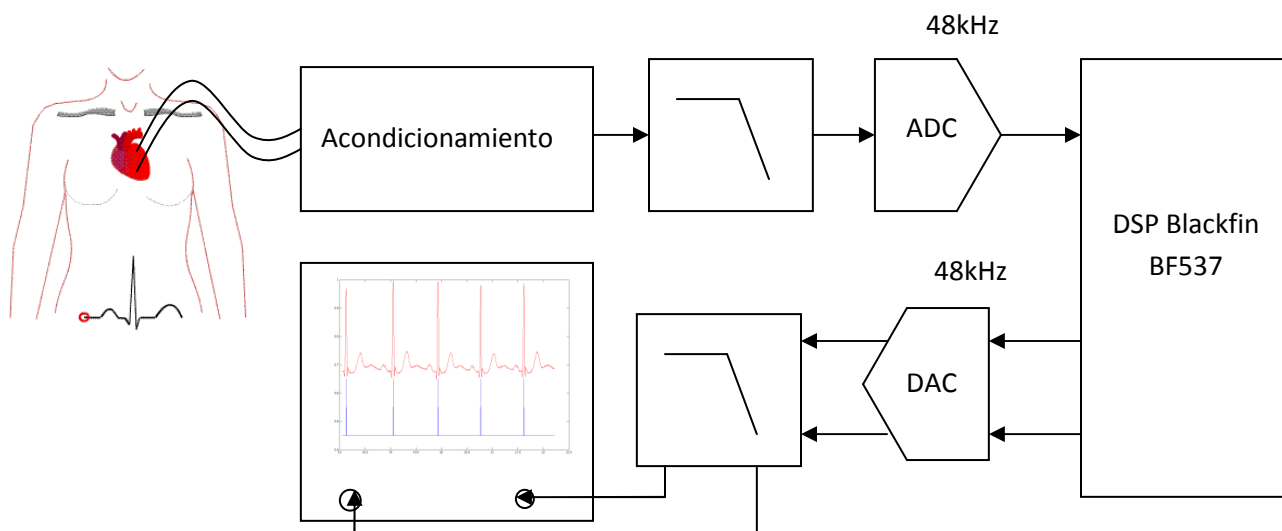 48kHz
Acondicionamiento
ADC
DSP Blackfin
BF537
48kHz
DAC